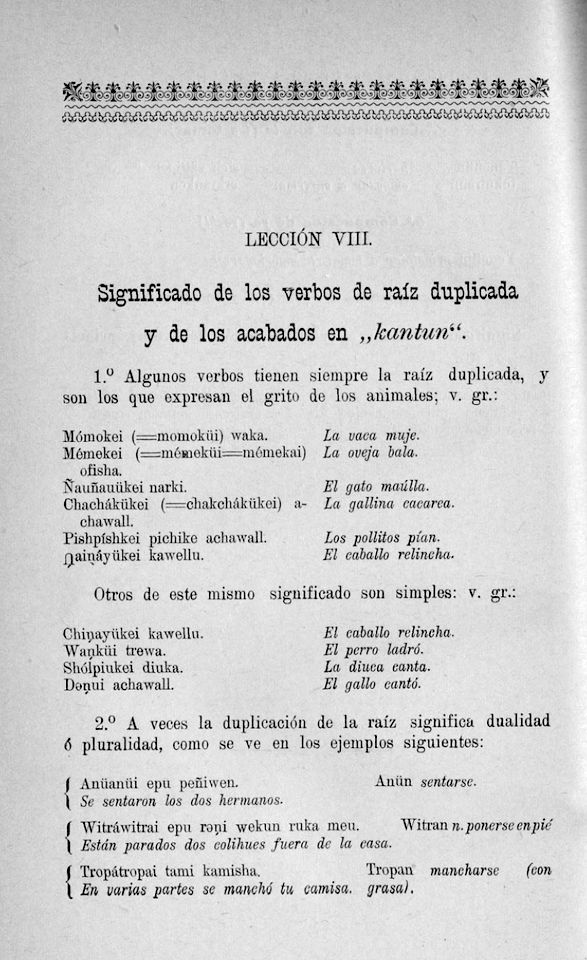 LECCIÓN VIII.
Significado de los verbos de raíz duplicada
y de los acabados en „kantun“.
1.º Algunos verbos tienen siempre la raíz duplicada, y
son los que expresan el grito de los animales; v. gr.:
Mómokei (=momoküi) waka. La vaca muje.
Mémekei (=mémeküi=mémekai) La oveja bala.
ofisha.
Ñauñauükei narki. El gato maúlla.
Chachákükei (=chakchákükei) a- La gallina cacarea.
chawall.
Pishpíshkei pichike achawall. Los pollitos pían.
Ꞑaiṇáyükei kawellu. El caballo relincha.
Otros de este mismo significado son simples: v. gr.:
Chiṇayükei kawellu. El caballo relincha.
Waṇküi trewa. El perro ladró.
Shólpiukei diuka. La diuca canta.
Dəṇui achawall. El gallo cantó.
2.º A veces la duplicación de la raíz significa dualidad
ó pluralidad, como se ve en los ejemplos siguientes:
Anüanüi epu peñiwen. Anün sentarse.
Se sentaron los dos hermanos.
Witráwitrai epu rəṇi wekun ruka meu. Witran n. ponerse en pié
Están parados dos colihues fuera de la casa.
Tropátropai tami kamisha. Tropan mancharse (con
En varias partes se manchó tu camisa. grasa).